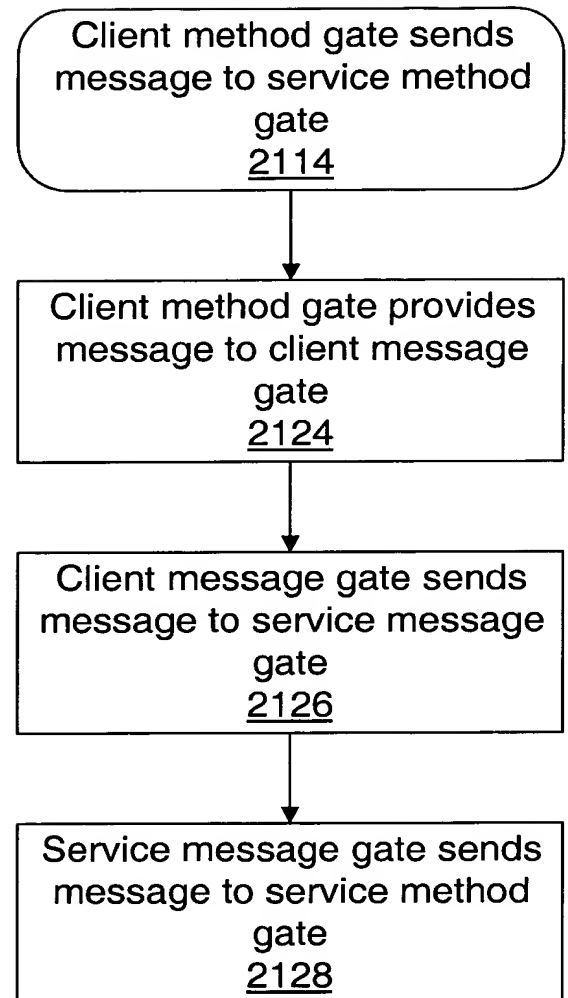 Client method gate sends
message to service method
gate
2114
Client method gate provides
message to client message
gate
2124
Client message gate sends
message to service message
gate
2126
Service message gate sends
message to service method
gate
2128